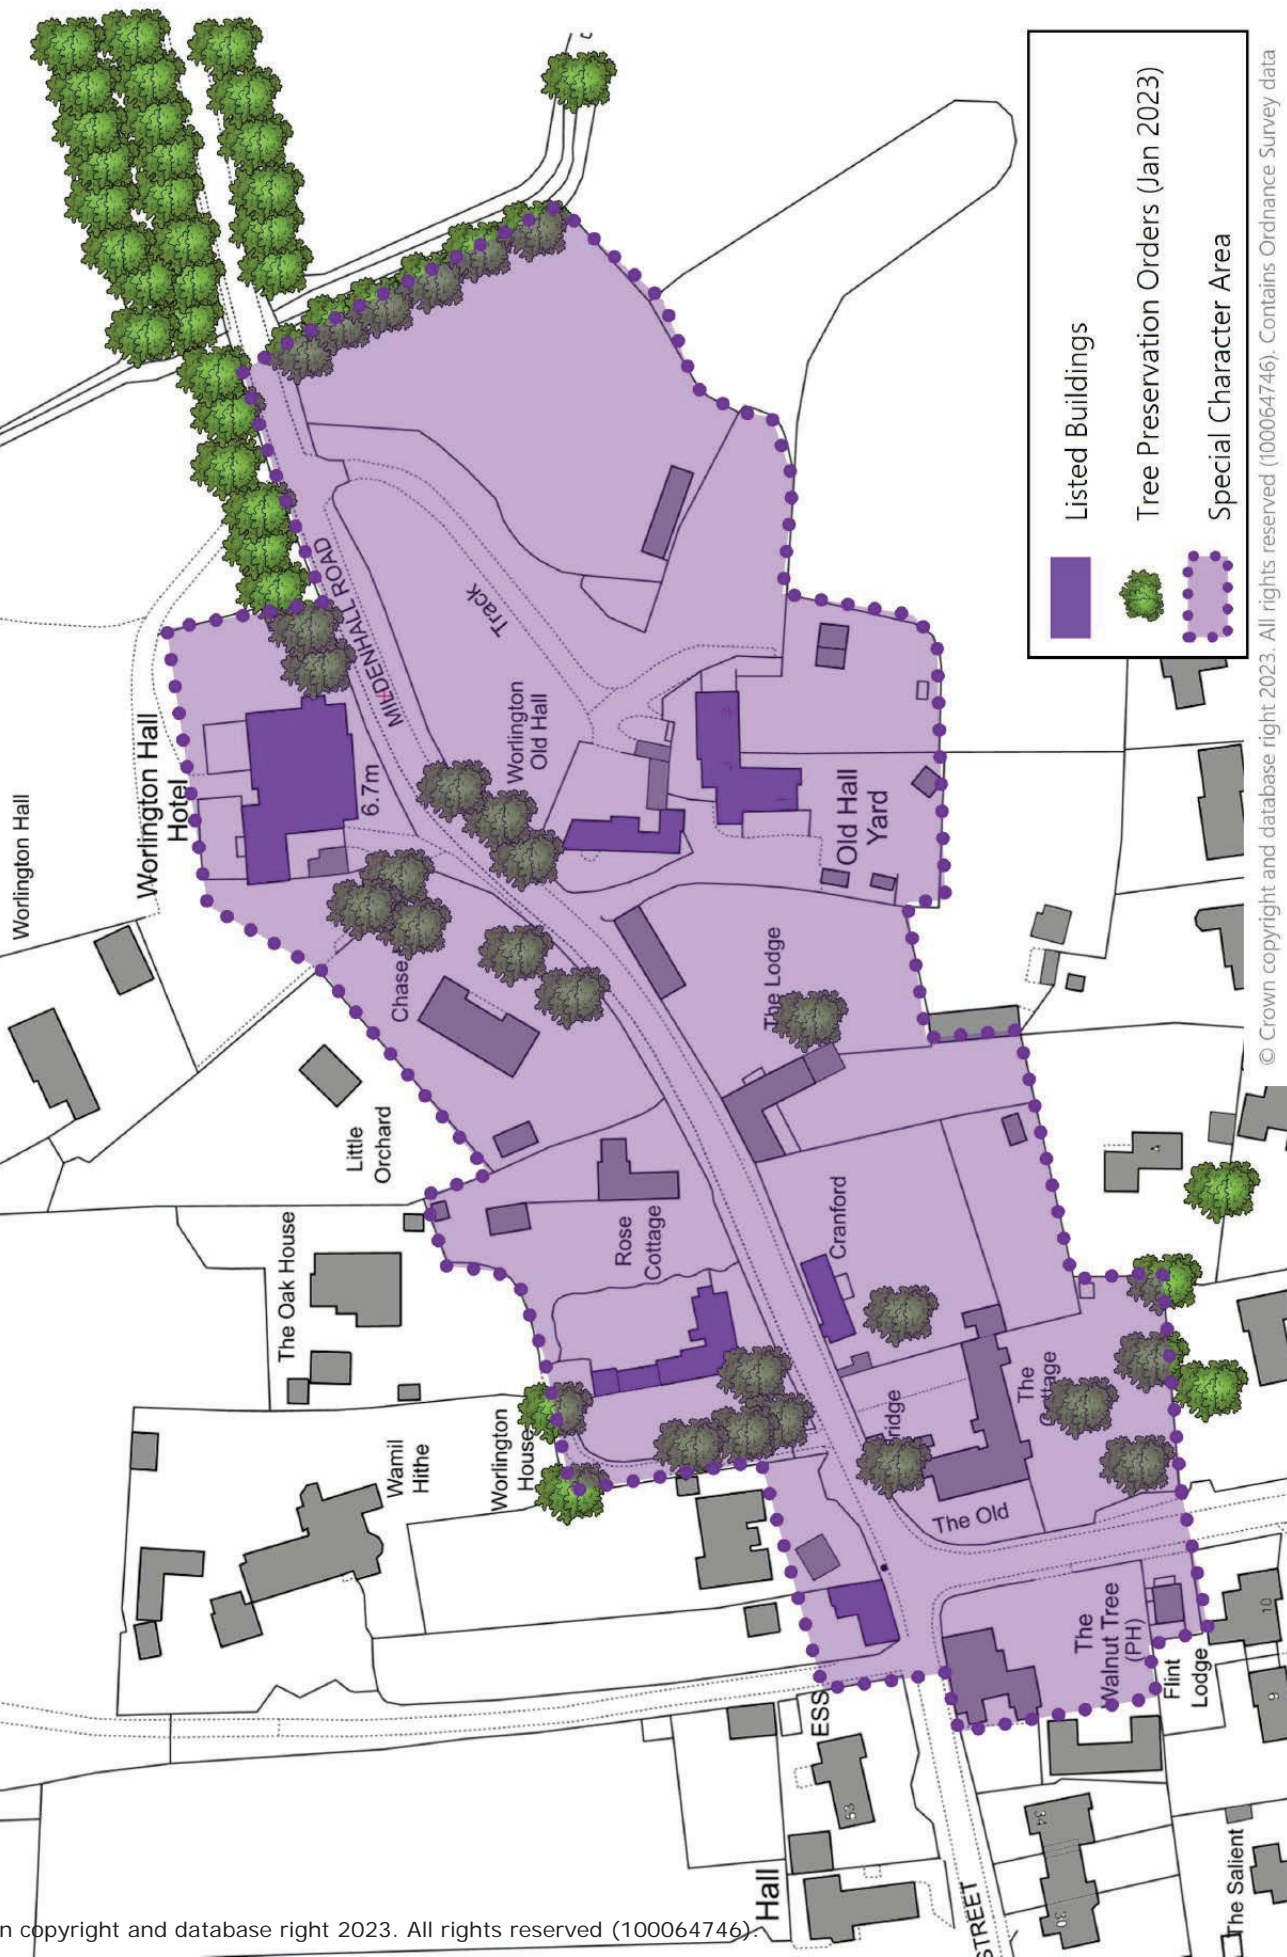 Worlington Hall
Worlington Hall
Hotel
6.7m
MILDENHALL ROAD
Track
Worlington
Old Hall
Old Hall
Yard
Chase
The Lodge
Little
Orchard
The Oak House
Rose
Cottage
Cranford
Wamil
Hithe
Worlington
House
ridge
The
The Old
The
Walnut Tree
(PH)
Flint
Lodge
10
9
4
ESS
39
34
30
Hall
STREET
The Salient
Listed Buildings
Tree Preservation Orders (Jan 2023)
Special Character Area
© Crown copyright and database right 2023. All rights reserved (100064746). Contains Ordnance Survey data
n copyright and database right 2023. All rights reserved (100064746).